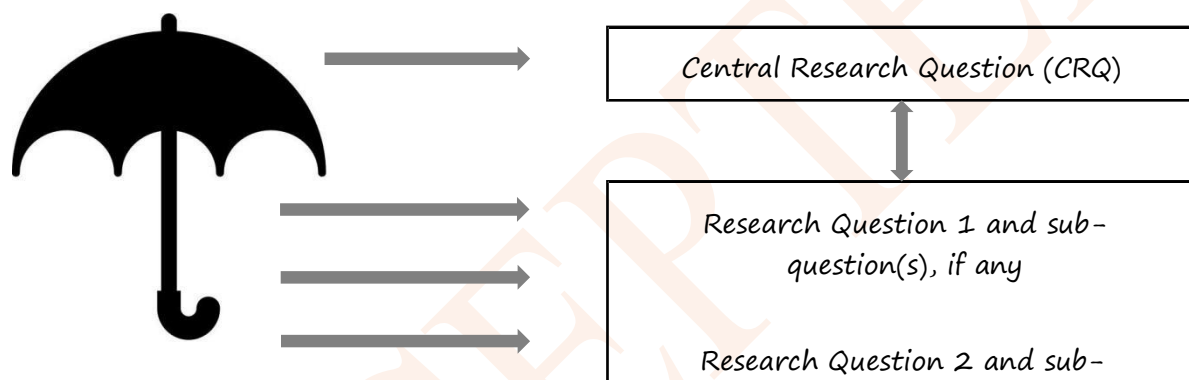 Central Research Question (CRQ)
Research Question 1 and sub-
question(s), if any
Research Question 2 and sub-